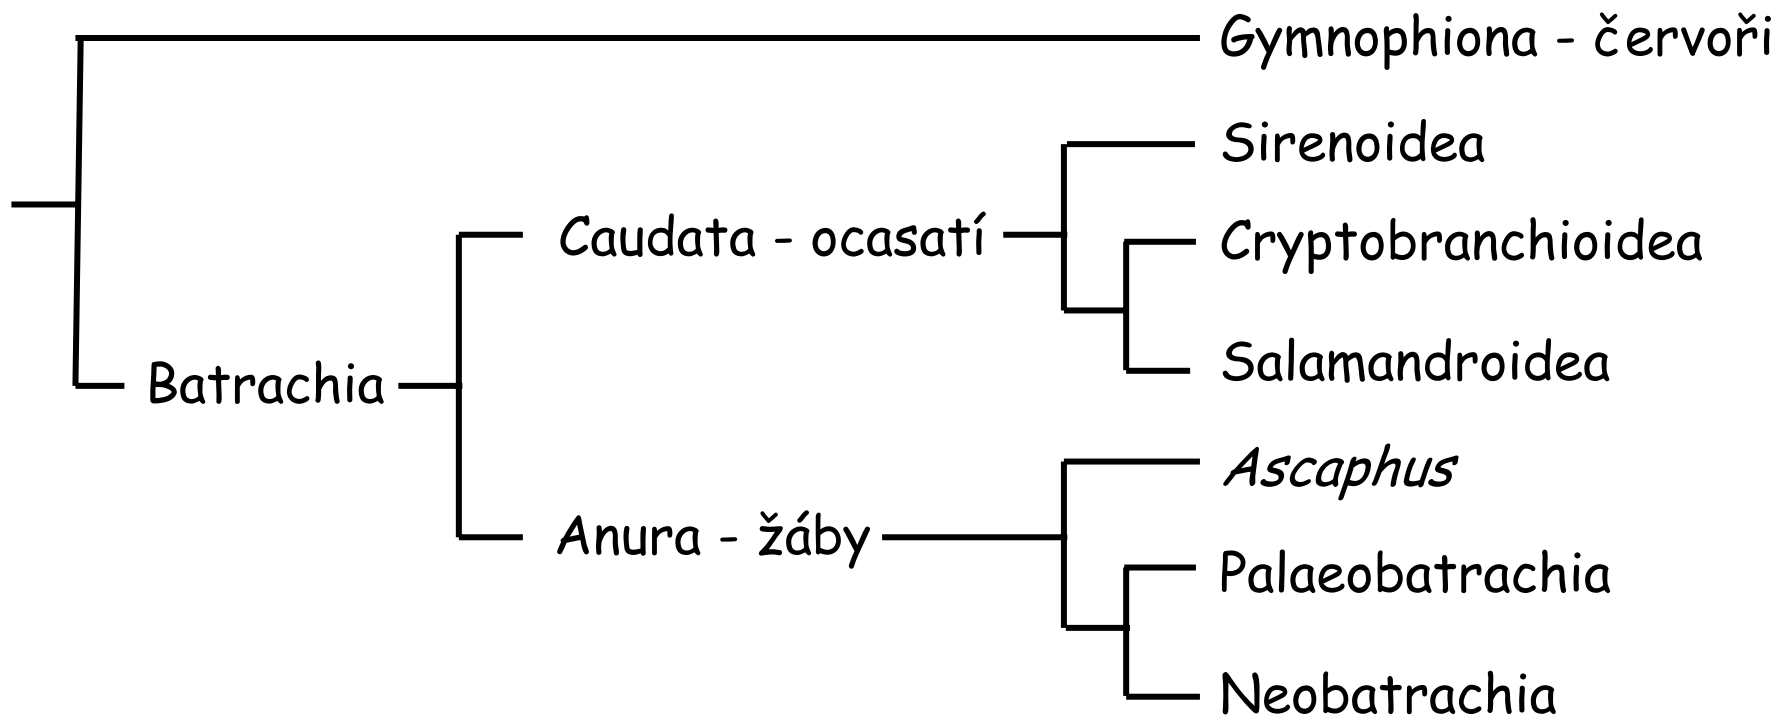 Gymnophiona - červoři
Sirenoidea
Caudata - ocasatí
Cryptobranchioidea
Salamandroidea
Batrachia
Ascaphus
Anura - žáby
Palaeobatrachia
Neobatrachia